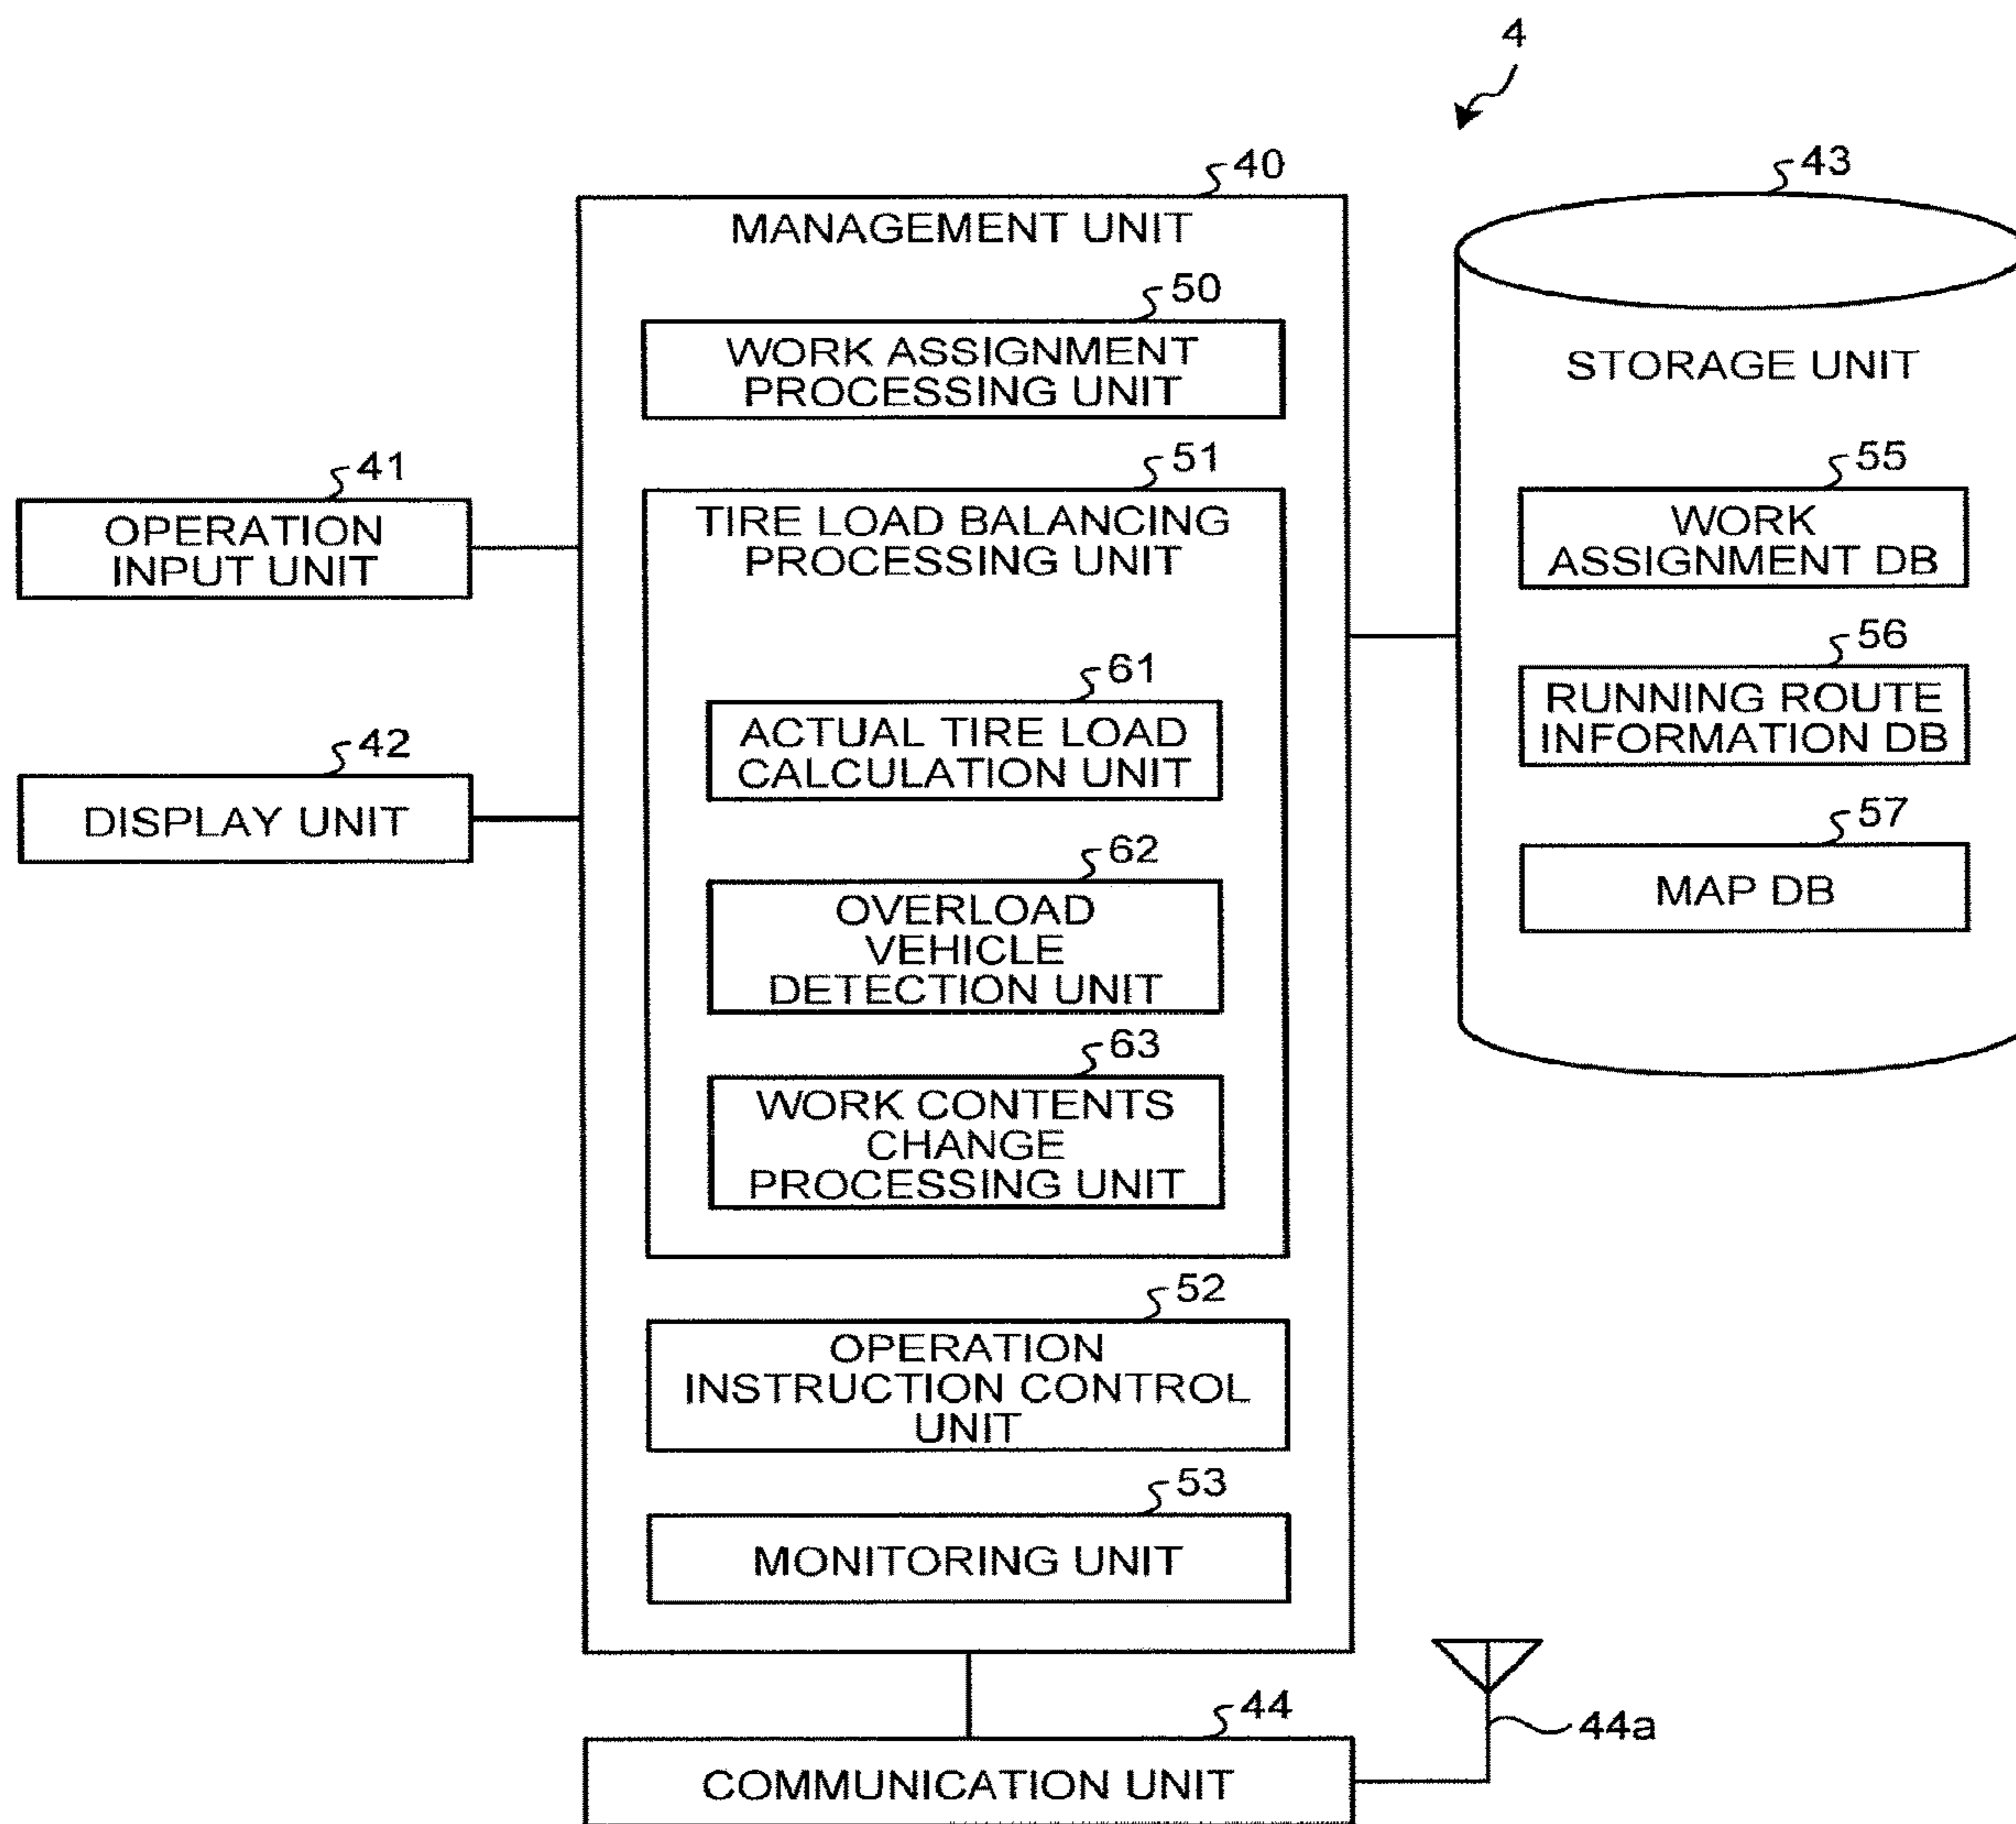 4
40
MANAGEMENT UNIT
50
WORK ASSIGNMENT
PROCESSING UNIT
51
TIRE LOAD BALANCING
PROCESSING UNIT
61
ACTUAL TIRE LOAD
CALCULATION UNIT
62
OVERLOAD
VEHICLE
DETECTION UNIT
63
WORK CONTENTS
CHANGE
PROCESSING UNIT
52
OPERATION
INSTRUCTION CONTROL
UNIT
53
MONITORING UNIT
41
OPERATION
INPUT UNIT
42
DISPLAY UNIT
43
STORAGE UNIT
55
WORK
ASSIGNMENT DB
56
RUNNING ROUTE
INFORMATION DB
57
MAP DB
44
COMMUNICATION UNIT
44a